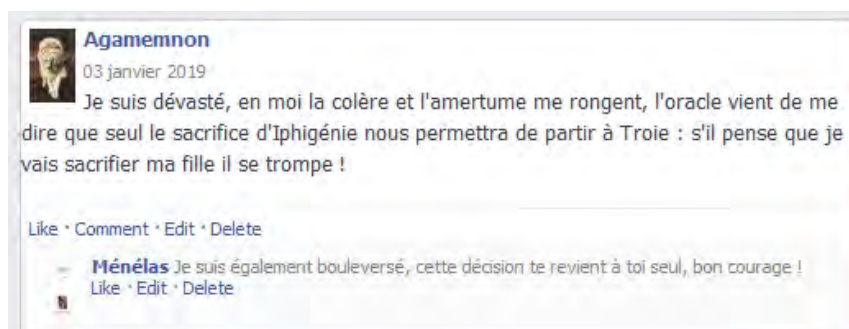 Agamemnon
03 janvier 2019
Je suis dévasté, en moi la colère et l'amertume me rongent, l'oracle vient de me
dire que seul le sacrifice d'Iphigénie nous permettra de partir à Troie : s'il pense que je
vais sacrifier ma fille il se trompe !
Like · Comment · Edit · Delete
Ménélas Je suis également bouleversé, cette décision te revient à toi seul, bon courage !
Like · Edit · Delete